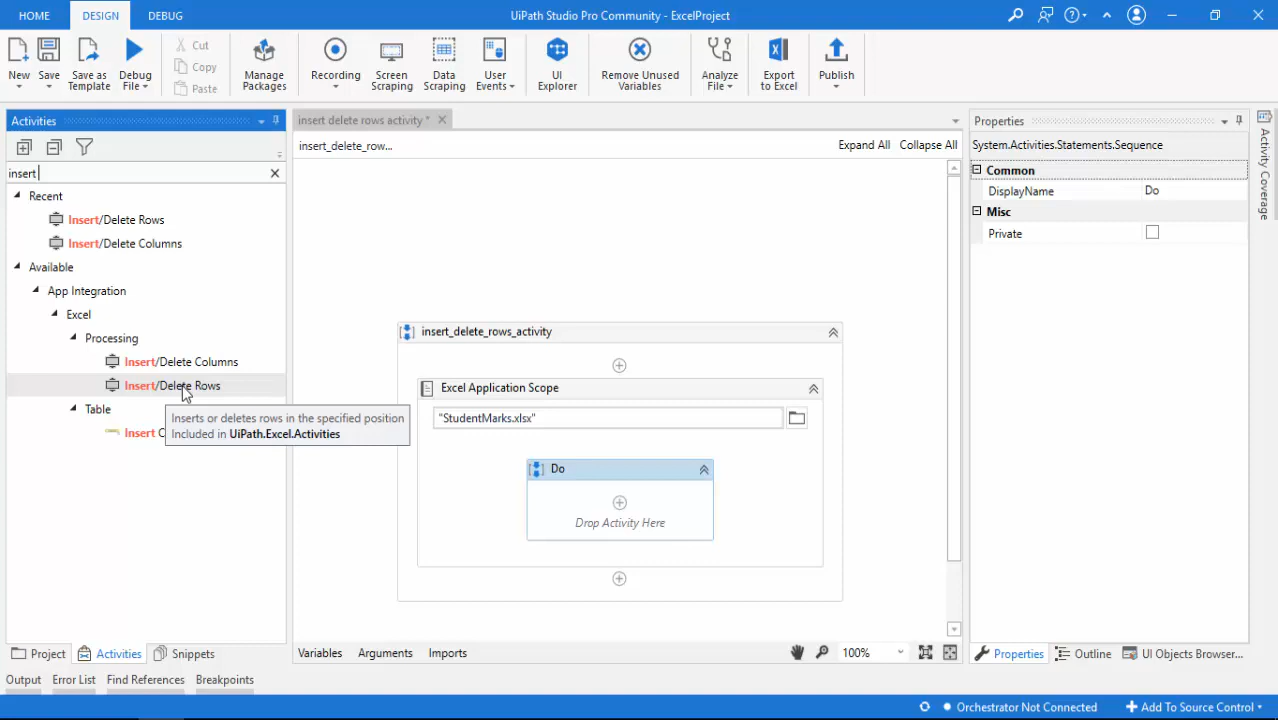 HOME DESIGN DEBUG UiPath Studio Pro Community - ExcelProject
New Save Save as Template Debug File Cut Copy Paste Manage Packages Recording Screen Scraping Data Scraping User Events UI Explorer Remove Unused Variables Analyze File Export to Excel Publish
Activities
insert
Recent
Insert/Delete Rows
Insert/Delete Columns
Available
App Integration
Excel
Processing
Insert/Delete Columns
Insert/Delete Rows
Table
Insert C
Inserts or deletes rows in the specified position
Included in UiPath.Excel.Activities
Project Activities Snippets
insert delete rows activity *
insert_delete_row...
Expand All Collapse All
insert_delete_rows_activity
Excel Application Scope
"StudentMarks.xlsx"
Do
Drop Activity Here
Variables Arguments Imports
100%
Properties
System.Activities.Statements.Sequence
Common
DisplayName Do
Misc
Private
Properties Outline UI Objects Browser...
Activity Coverage
Output Error List Find References Breakpoints
Orchestrator Not Connected Add To Source Control